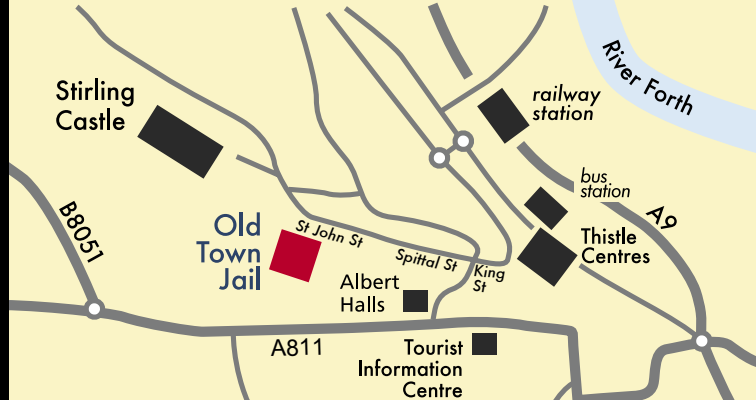 Stirling
Castle
railway
station
River Forth
bus
station
A9
B8051
Old
Town
Jail
St John St
Spittal St
King
St
Thistle
Centres
Albert
Halls
A811
Tourist
Information
Centre